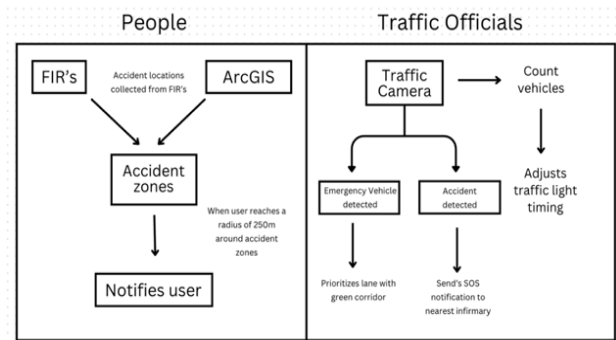 People
Traffic Officials
FIR's
Accident locations
collected from FIR's
ArcGIS
Accident
zones
When user reaches a
radius of 250m
around accident
zones
Notifies user
Traffic
Camera
Count
vehicles
Adjusts
traffic light
timing
Emergency Vehicle
detected
Accident
detected
Prioritizes lane with
green corridor
Send's SOS
notification to
nearest infirmary